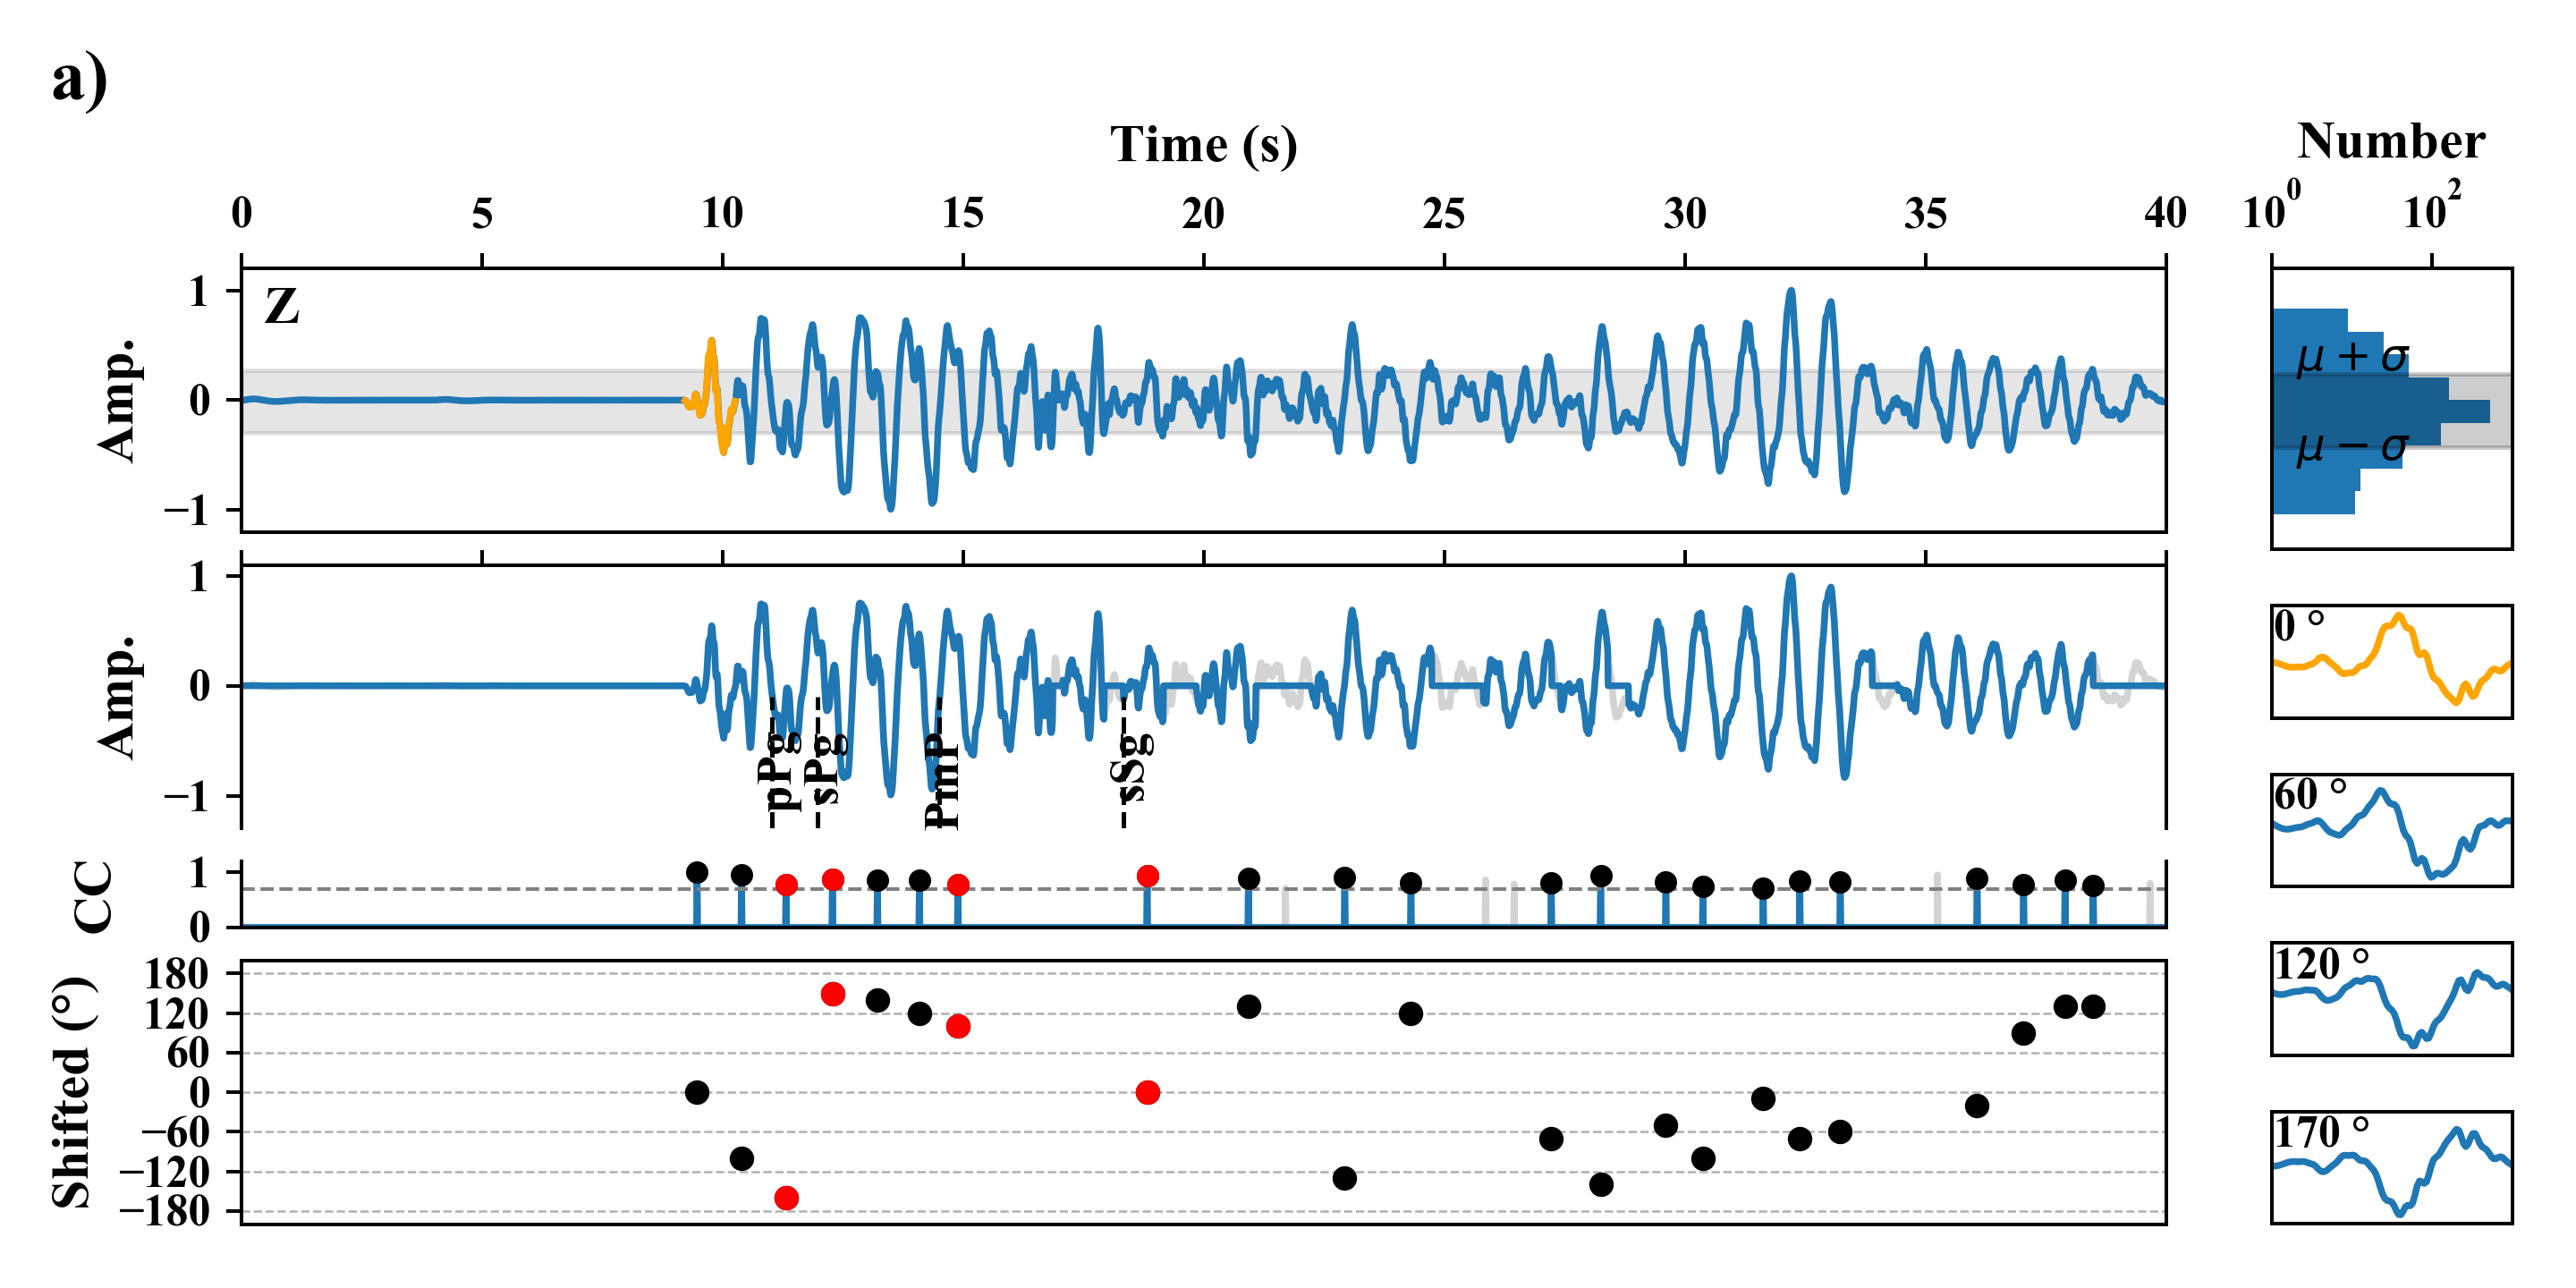 a)
Time (s)
Number
0 5 10 15 20 25 30 35 40
10^0 10^2
Z
Amp.
1
0
−1
μ + σ
μ − σ
Amp.
1
0
−1
pPg
sPg
PmP
sSg
0 °
60 °
120 °
170 °
CC
1
0
Shifted (°)
180
120
60
0
−60
−120
−180